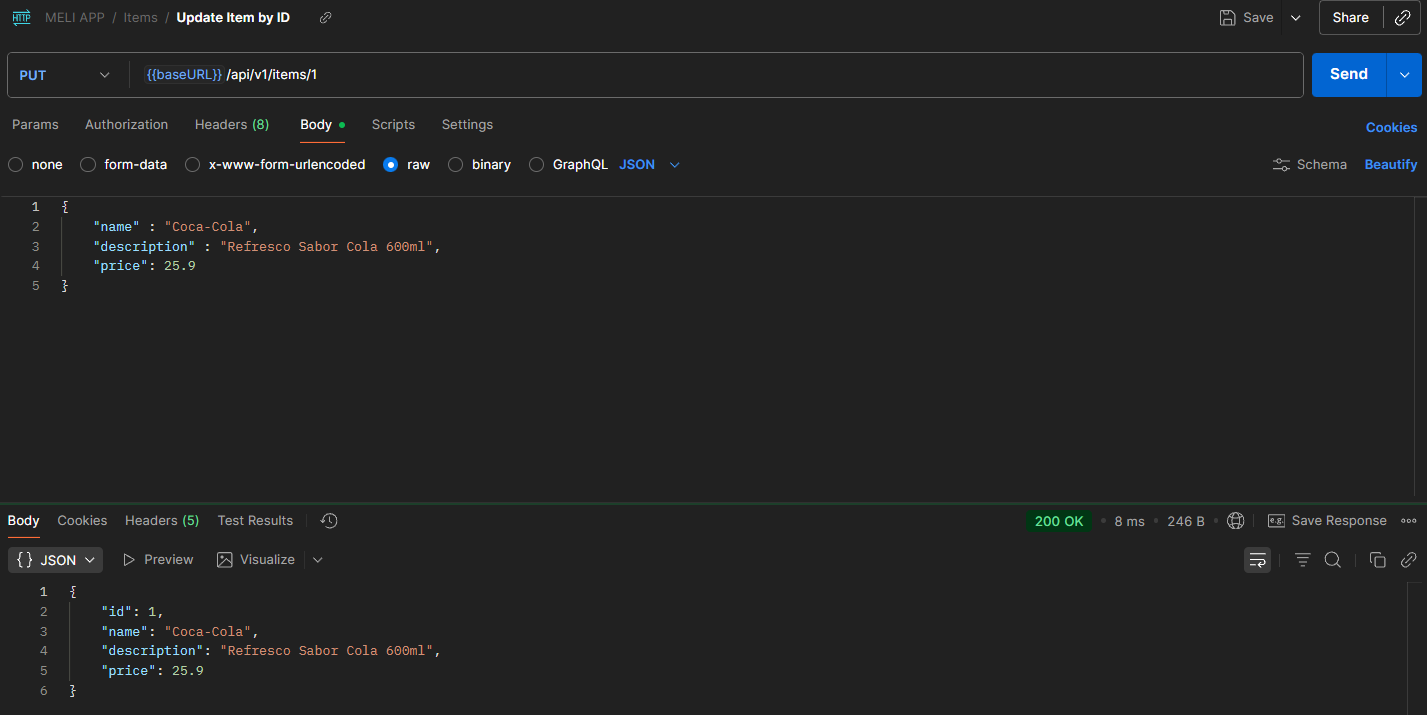 HTTP MELI APP / Items / Update Item by ID Save Share
PUT {{baseURL}} /api/v1/items/1 Send
Params Authorization Headers (8) Body Scripts Settings Cookies
none form-data x-www-form-urlencoded raw binary GraphQL JSON Schema Beautify
1 {
2 "name" : "Coca-Cola",
3 "description" : "Refresco Sabor Cola 600ml",
4 "price": 25.9
5 }
Body Cookies Headers (5) Test Results 200 OK • 8 ms • 246 B • e.g. Save Response
{} JSON Preview Visualize
1 {
2 "id": 1,
3 "name": "Coca-Cola",
4 "description": "Refresco Sabor Cola 600ml",
5 "price": 25.9
6 }